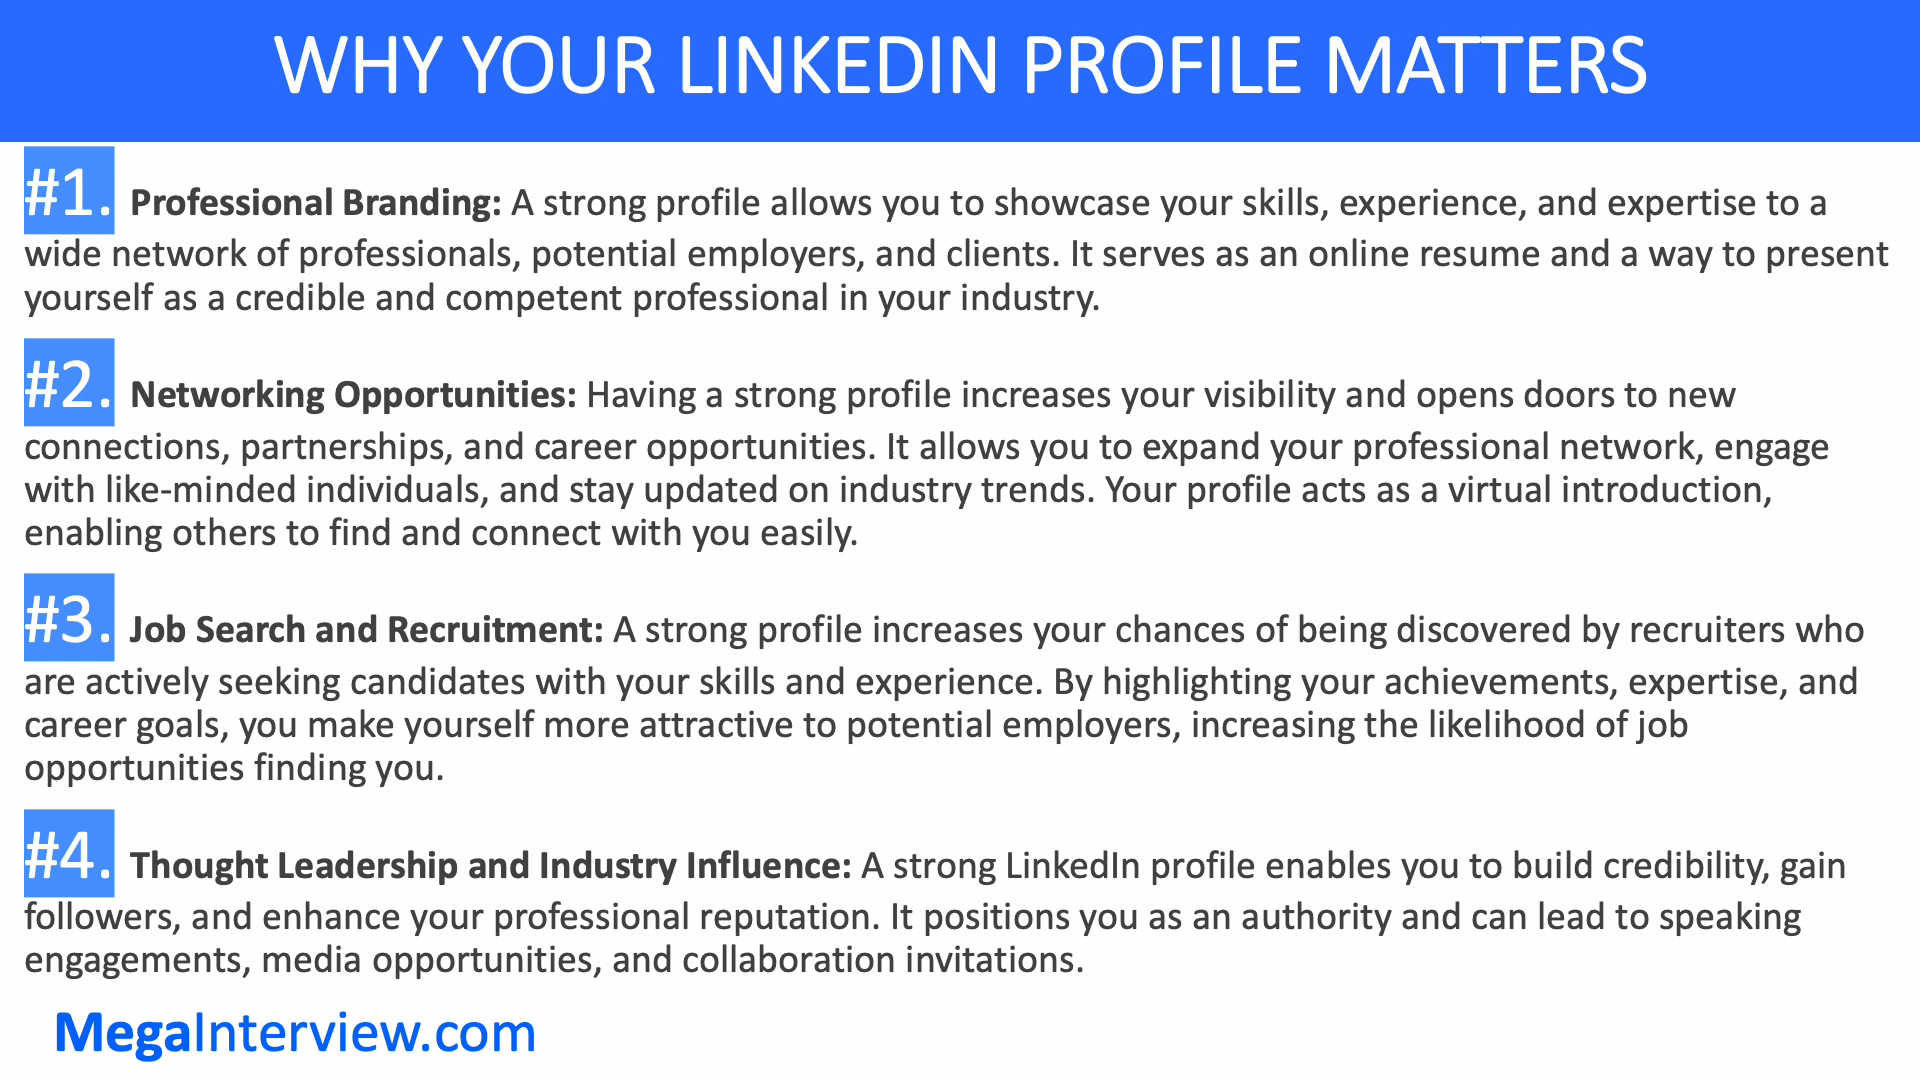 WHY YOUR LINKEDIN PROFILE MATTERS
#1. Professional Branding: A strong profile allows you to showcase your skills, experience, and expertise to a
wide network of professionals, potential employers, and clients. It serves as an online resume and a way to present
yourself as a credible and competent professional in your industry.
#2. Networking Opportunities: Having a strong profile increases your visibility and opens doors to new
connections, partnerships, and career opportunities. It allows you to expand your professional network, engage
with like-minded individuals, and stay updated on industry trends. Your profile acts as a virtual introduction,
enabling others to find and connect with you easily.
#3. Job Search and Recruitment: A strong profile increases your chances of being discovered by recruiters who
are actively seeking candidates with your skills and experience. By highlighting your achievements, expertise, and
career goals, you make yourself more attractive to potential employers, increasing the likelihood of job
opportunities finding you.
#4. Thought Leadership and Industry Influence: A strong LinkedIn profile enables you to build credibility, gain
followers, and enhance your professional reputation. It positions you as an authority and can lead to speaking
engagements, media opportunities, and collaboration invitations.
MegaInterview.com